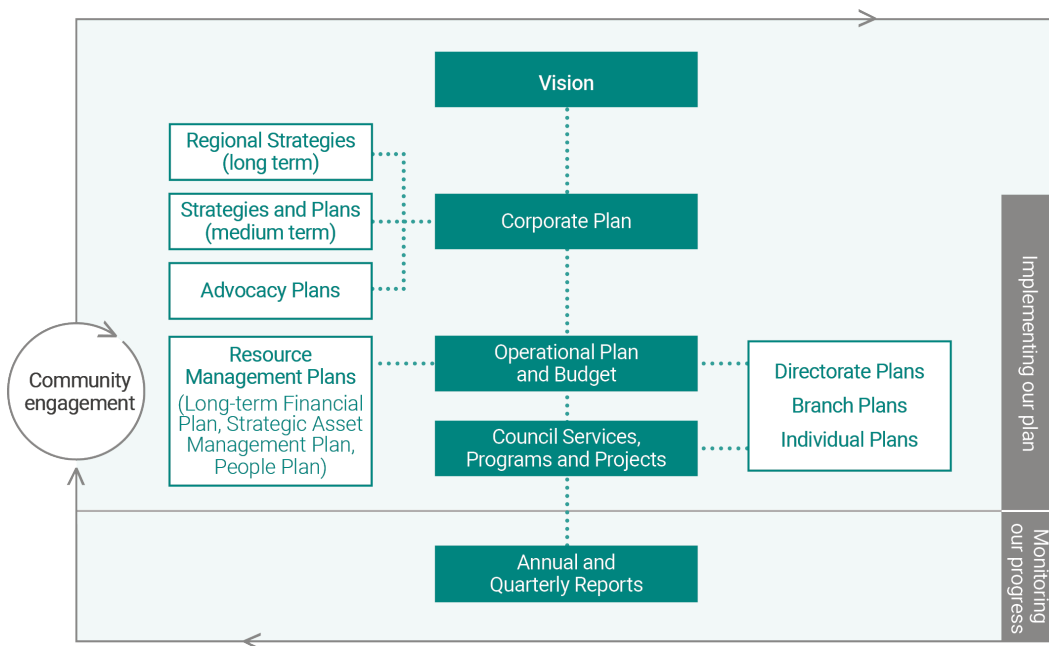 Vision
Regional Strategies
(long term)
Strategies and Plans
(medium term)
Corporate Plan
Advocacy Plans
Community
engagement
Resource
Management Plans
(Long-term Financial
Plan, Strategic Asset
Management Plan,
People Plan)
Operational Plan
and Budget
Council Services,
Programs and Projects
Directorate Plans
Branch Plans
Individual Plans
Annual and
Quarterly Reports
Implementing our plan
Monitoring
our progress